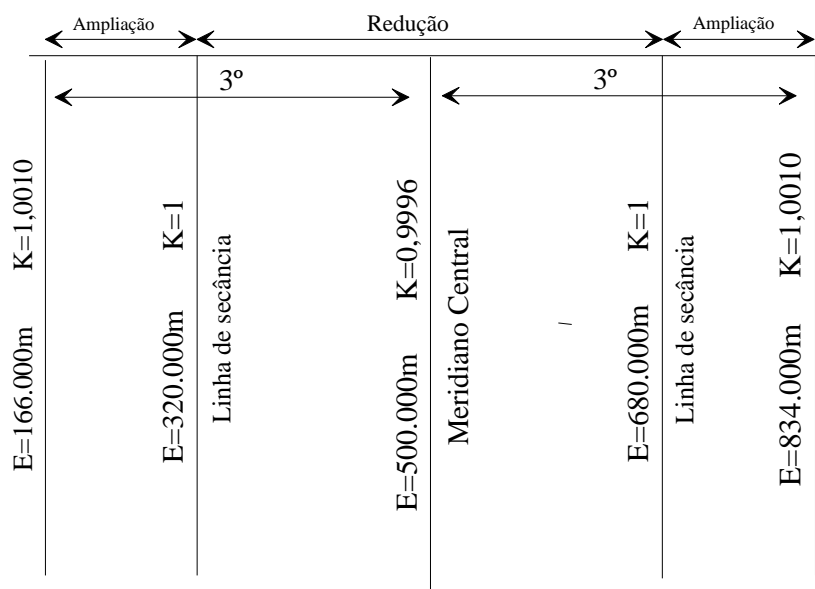 Ampliação
Redução
Ampliação
3º
3º
E=166.000m K=1,0010
E=320.000m K=1
Linha de secância
E=500.000m K=0,9996
Meridiano Central
E=680.000m K=1
Linha de secância
E=834.000m K=1,0010